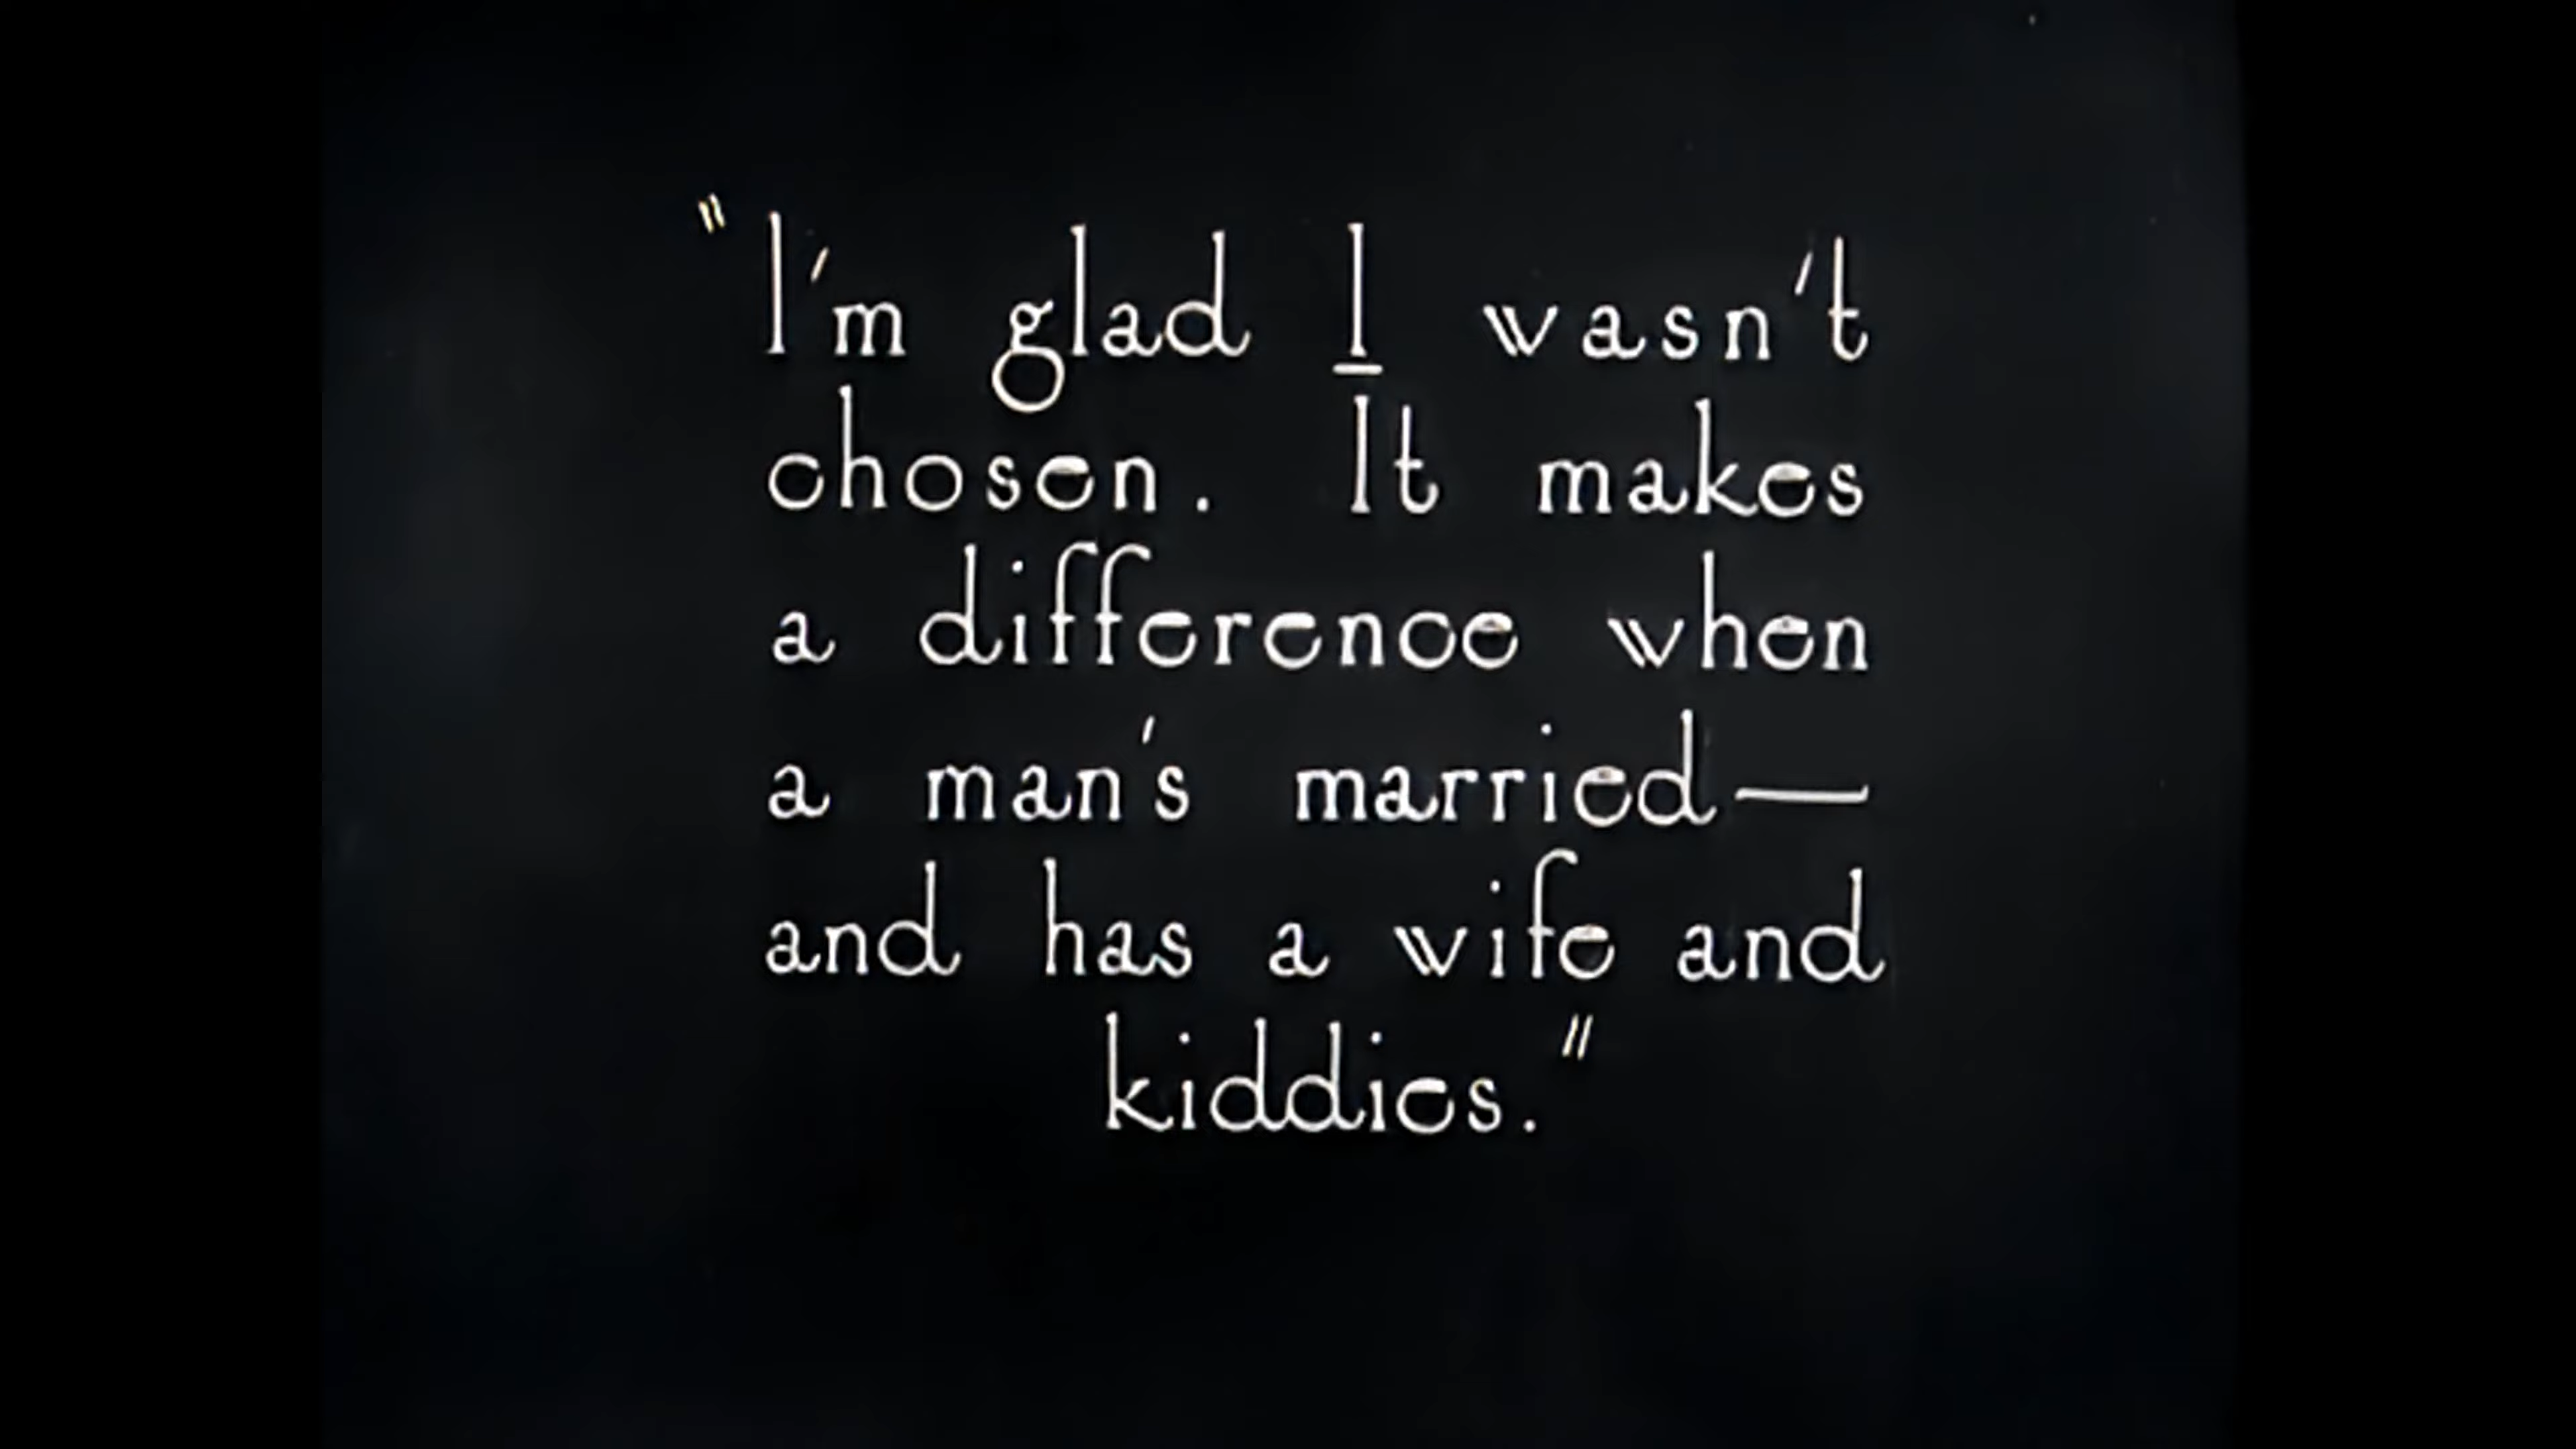 "I'm glad I wasn't
chosen. It makes
a difference when
a man's married—
and has a wife and
kiddies."